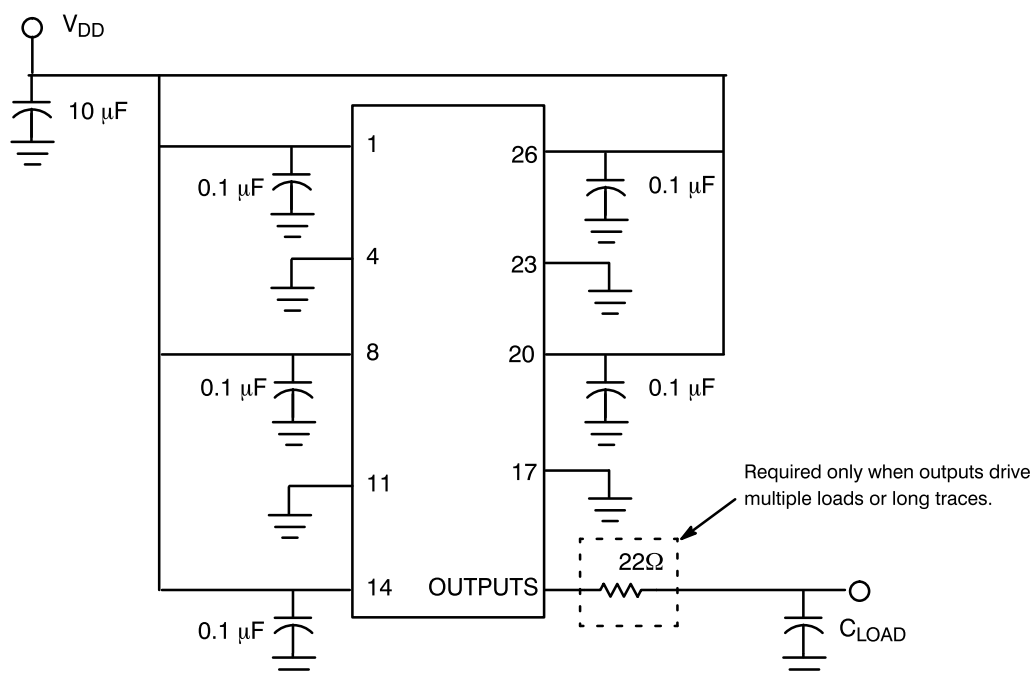 VDD
10 μF
1
26
0.1 μF
0.1 μF
4
23
8
20
0.1 μF
0.1 μF
11
17
Required only when outputs drive
multiple loads or long traces.
22Ω
14
OUTPUTS
0.1 μF
CLOAD